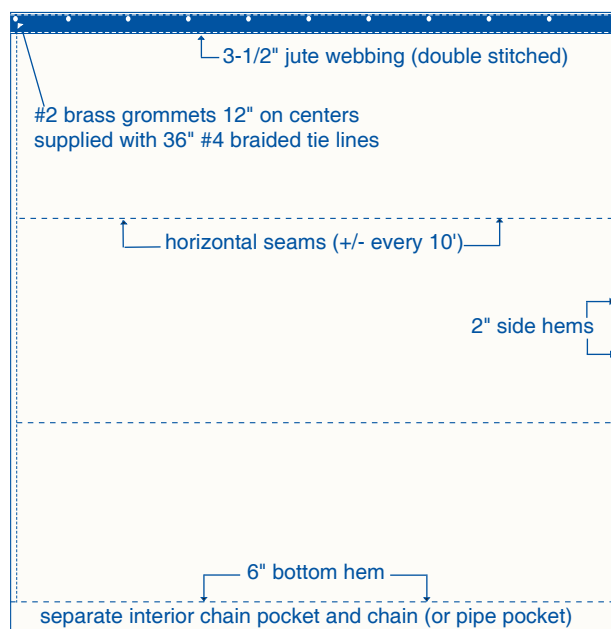 3-1/2" jute webbing (double stitched)
#2 brass grommets 12" on centers
supplied with 36" #4 braided tie lines
horizontal seams (+/- every 10')
2" side hems
6" bottom hem
separate interior chain pocket and chain (or pipe pocket)